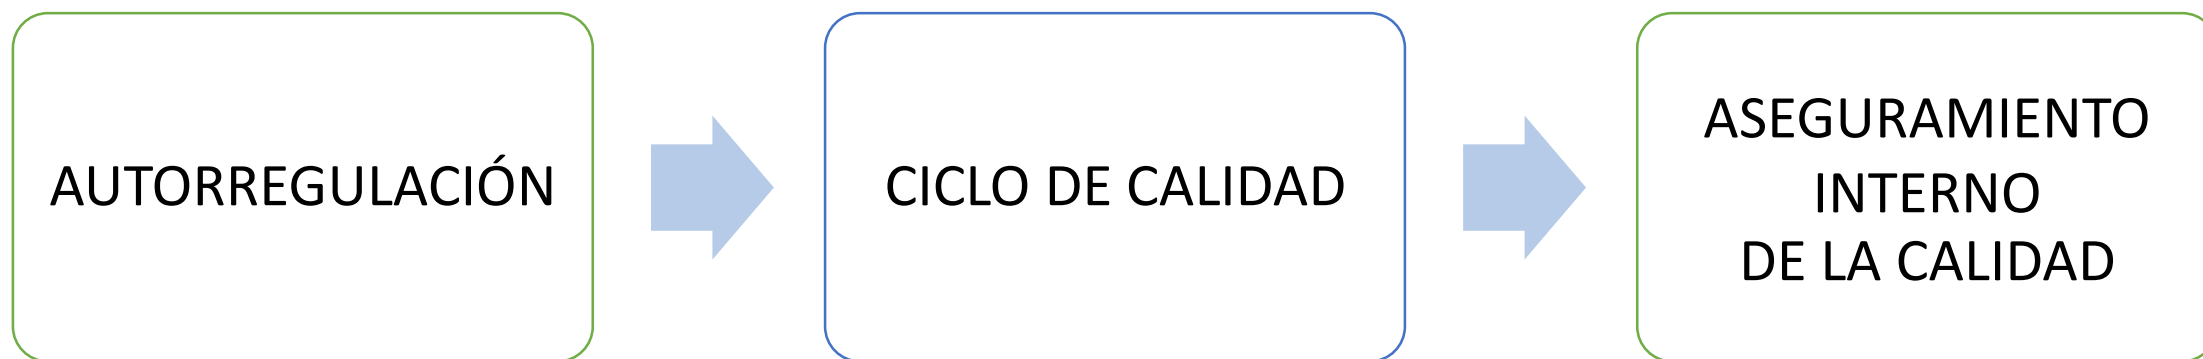 AUTORREGULACIÓN
CICLO DE CALIDAD
ASEGURAMIENTO
INTERNO
DE LA CALIDAD